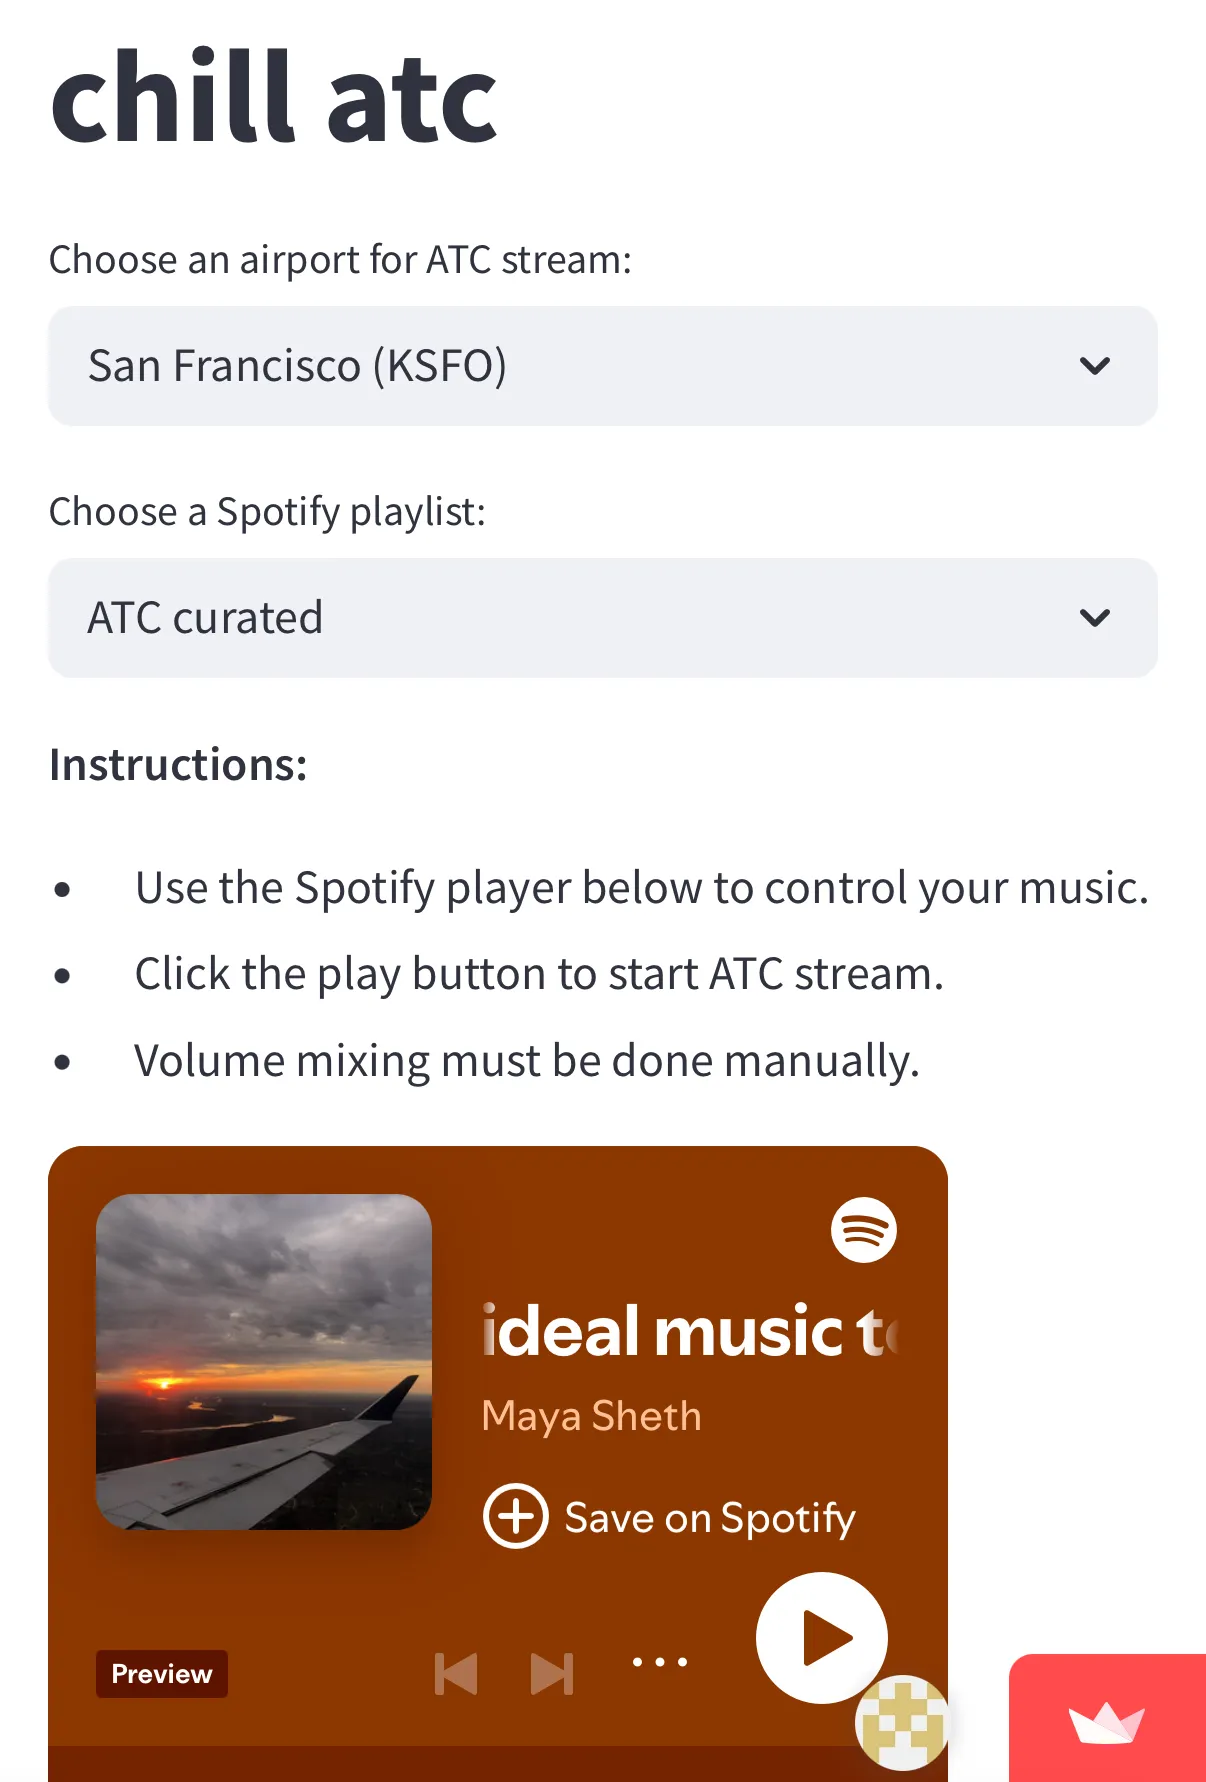 chill atc
Choose an airport for ATC stream:
San Francisco (KSFO)
Choose a Spotify playlist:
ATC curated
Instructions:
• Use the Spotify player below to control your music.
• Click the play button to start ATC stream.
• Volume mixing must be done manually.
ideal music
Maya Sheth
Save on Spotify
Preview